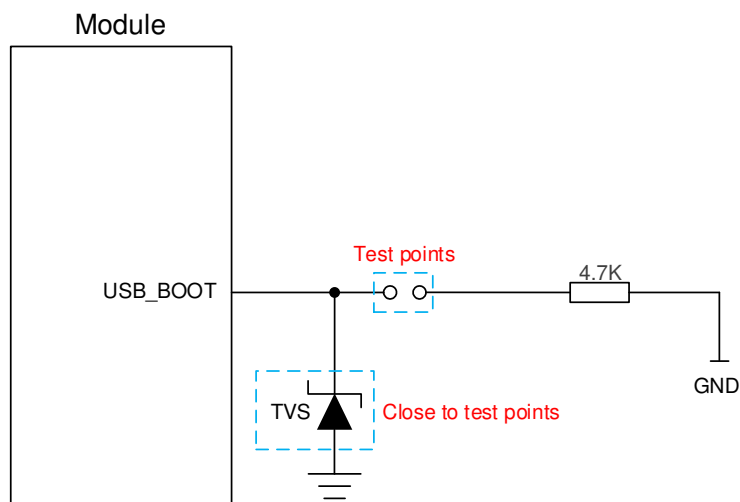 Module
Test points
4.7K
USB_BOOT
GND
TVS
Close to test points